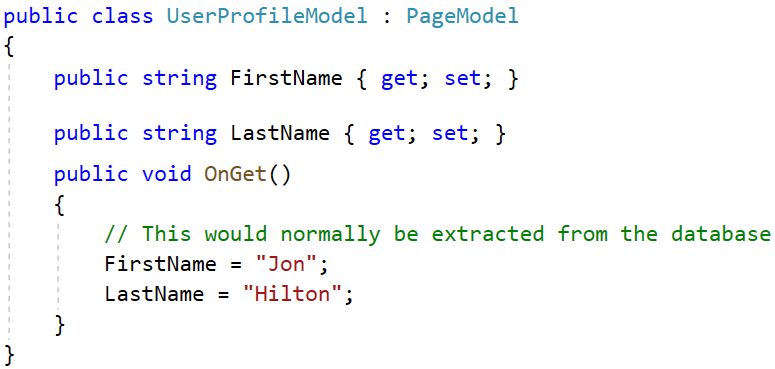 public class UserProfileModel : PageModel
{
    public string FirstName { get; set; }
    public string LastName { get; set; }
    public void OnGet()
    {
        // This would normally be extracted from the database
        FirstName = "Jon";
        LastName = "Hilton";
    }
}